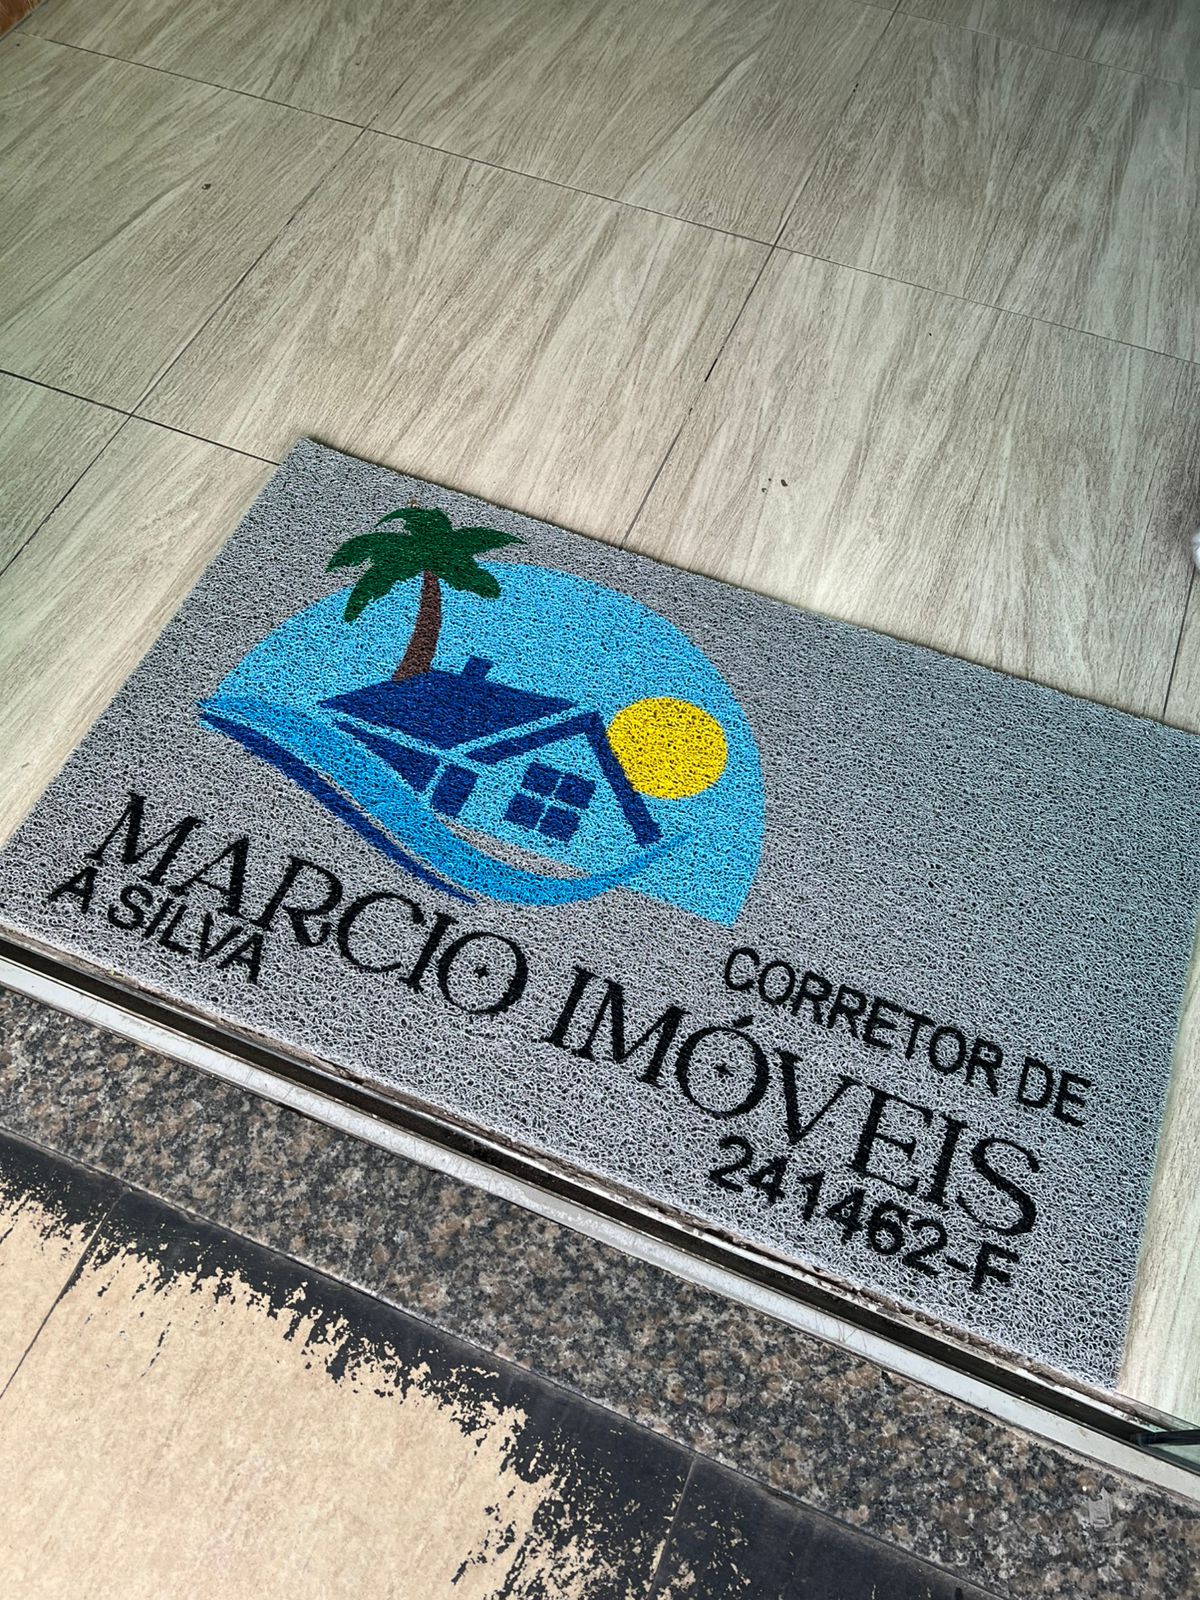 CORRETOR DE
MARCIO IMÓVEIS
A.SILVA
241462-F